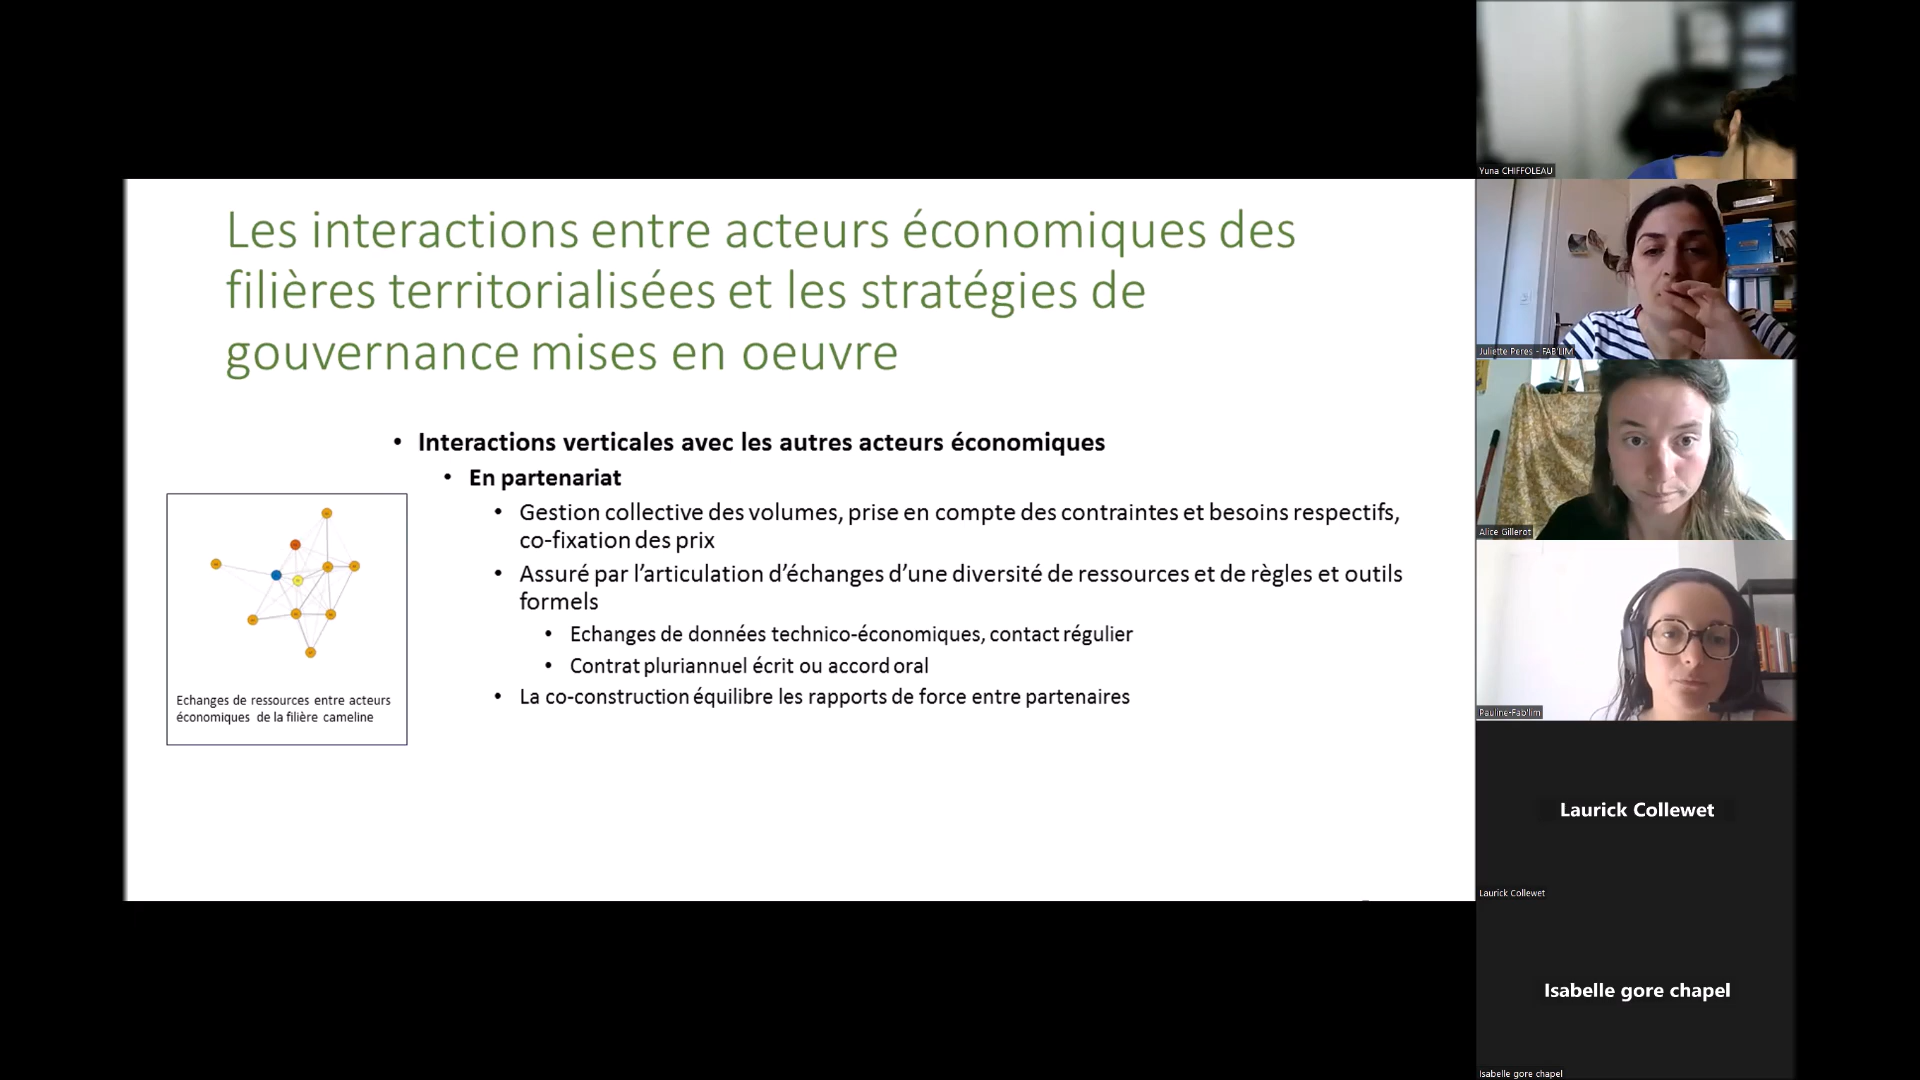 Les interactions entre acteurs économiques des
filières territorialisées et les stratégies de
gouvernance mises en oeuvre
• Interactions verticales avec les autres acteurs économiques
• En partenariat
• Gestion collective des volumes, prise en compte des contraintes et besoins respectifs,
co-fixation des prix
• Assuré par l’articulation d’échanges d’une diversité de ressources et de règles et outils
formels
• Echanges de données technico-économiques, contact régulier
• Contrat pluriannuel écrit ou accord oral
• La co-construction équilibre les rapports de force entre partenaires
Echanges de ressources entre acteurs
économiques de la filière cameline
Yuna CHIFFOLEAU
Juliette Peres - FAB'LIM
Alice Gillerot
Pauline-Fab'lim
Laurick Collewet
Laurick Collewet
Isabelle gore chapel
Isabelle gore chapel